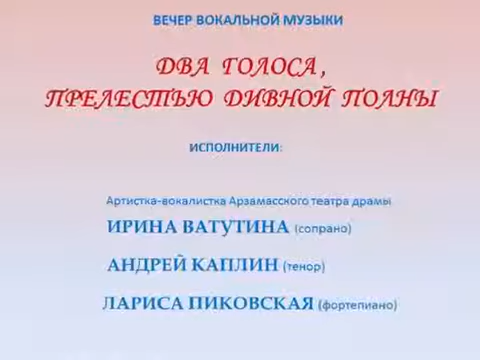 ВЕЧЕР ВОКАЛЬНОЙ МУЗЫКИ
ДВА ГОЛОСА,
ПРЕЛЕСТЬЮ ДИВНОЙ ПОЛНЫ
ИСПОЛНИТЕЛИ:
Артистка-вокалистка Арзамасского театра драмы
ИРИНА ВАТУТИНА (сопрано)
АНДРЕЙ КАПЛИН (тенор)
ЛАРИСА ПИКОВСКАЯ (фортепиано)